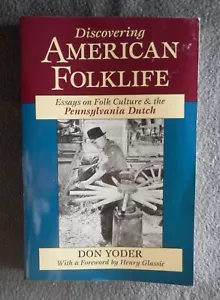 Discovering
AMERICAN
FOLKLIFE
Essays on Folk Culture & the
Pennsylvania Dutch
DON YODER
With a Foreword by Henry Glassie